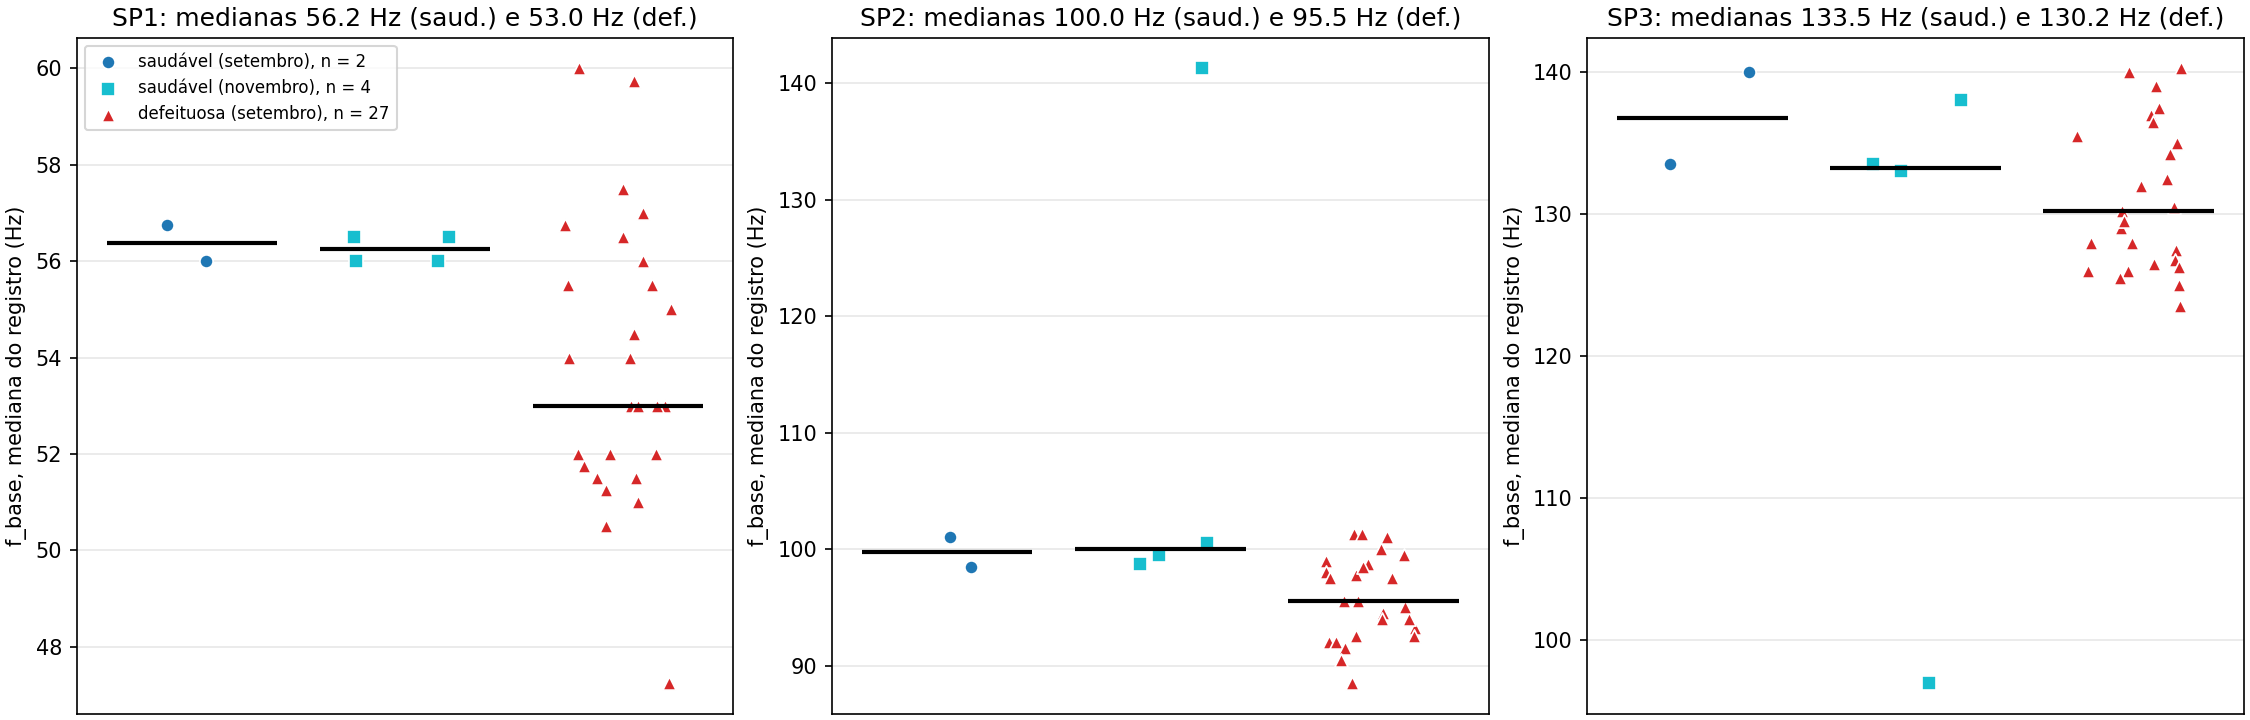 SP1: medianas 56.2 Hz (saud.) e 53.0 Hz (def.)
f_base, mediana do registro (Hz)
60
58
56
54
52
50
48
saudável (setembro), n = 2
saudável (novembro), n = 4
defeituosa (setembro), n = 27
SP2: medianas 100.0 Hz (saud.) e 95.5 Hz (def.)
f_base, mediana do registro (Hz)
140
130
120
110
100
90
SP3: medianas 133.5 Hz (saud.) e 130.2 Hz (def.)
f_base, mediana do registro (Hz)
140
130
120
110
100